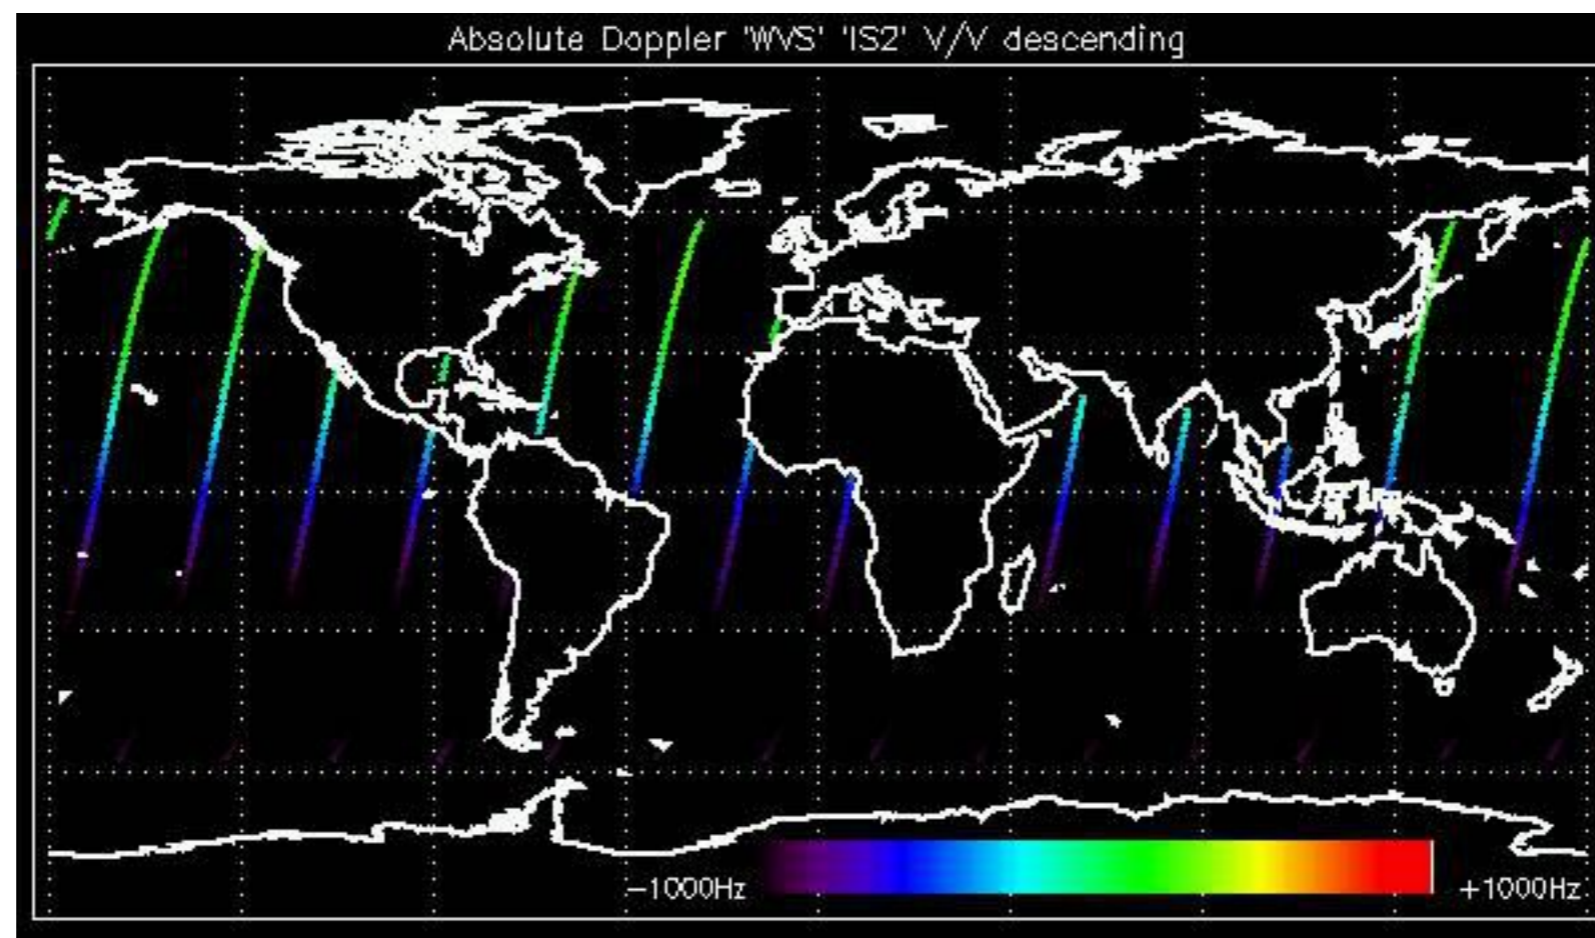 Absolute Doppler 'WVS' 'IS2' V/V descending
−1000Hz
+1000Hz